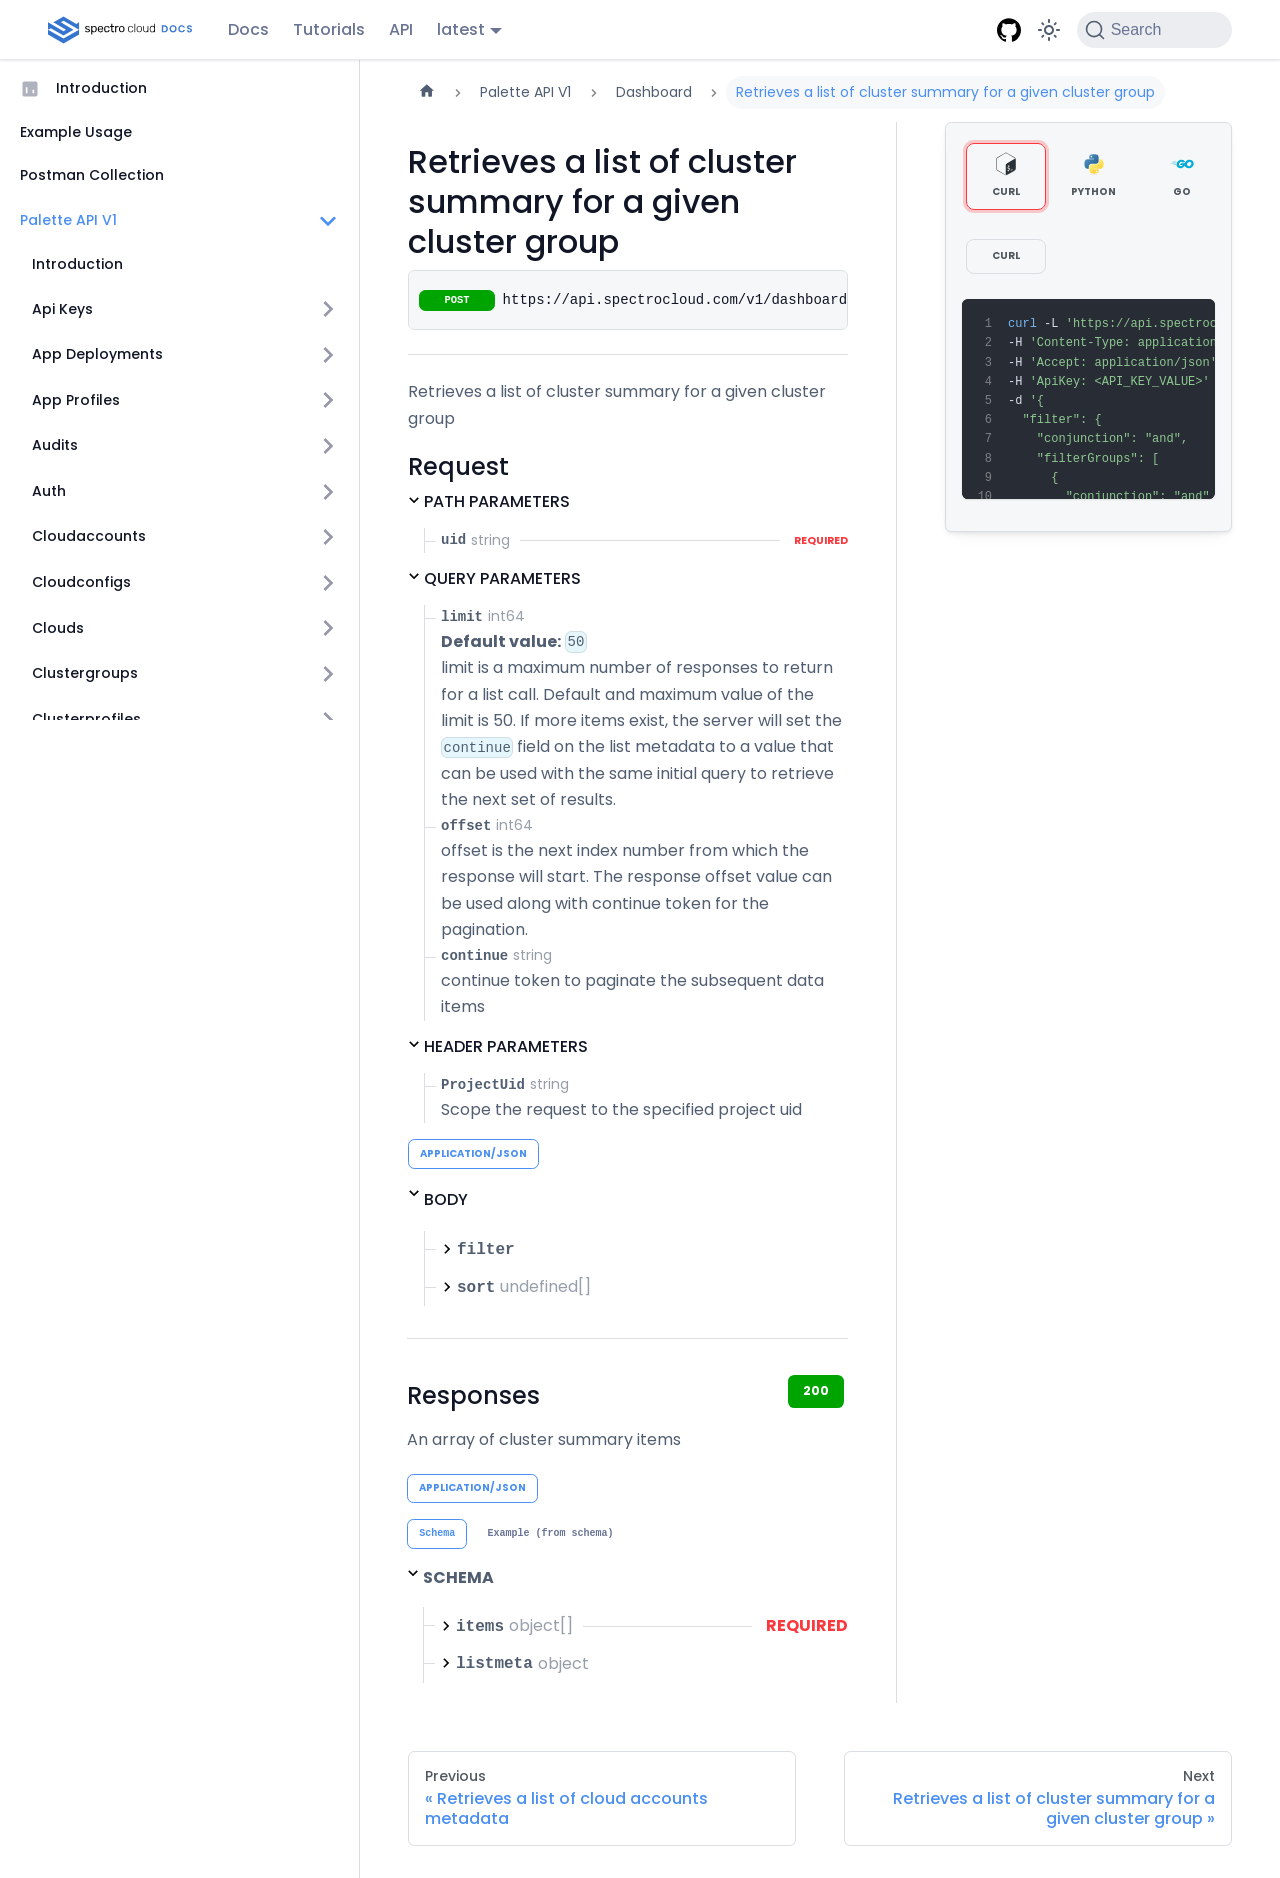 spectro cloud DOCS
Docs
Tutorials
API
latest
Search
Introduction
Example Usage
Postman Collection
Palette API V1
Introduction
Api Keys
App Deployments
App Profiles
Audits
Auth
Cloudaccounts
Cloudconfigs
Clouds
Clustergroups
Clusterprofiles
Palette API V1
Dashboard
Retrieves a list of cluster summary for a given cluster group
Retrieves a list of cluster
summary for a given
cluster group
POST https://api.spectrocloud.com/v1/dashboard
Retrieves a list of cluster summary for a given cluster
group
Request
PATH PARAMETERS
uid string REQUIRED
QUERY PARAMETERS
limit int64
Default value: 50
limit is a maximum number of responses to return
for a list call. Default and maximum value of the
limit is 50. If more items exist, the server will set the
continue field on the list metadata to a value that
can be used with the same initial query to retrieve
the next set of results.
offset int64
offset is the next index number from which the
response will start. The response offset value can
be used along with continue token for the
pagination.
continue string
continue token to paginate the subsequent data
items
HEADER PARAMETERS
ProjectUid string
Scope the request to the specified project uid
APPLICATION/JSON
BODY
filter
sort undefined[]
Responses
200
An array of cluster summary items
APPLICATION/JSON
Schema
Example (from schema)
SCHEMA
items object[] REQUIRED
listmeta object
CURL
PYTHON
GO
GO
CURL
1 curl -L 'https://api.spectroc
2 -H 'Content-Type: application
3 -H 'Accept: application/json'
4 -H 'ApiKey: <API_KEY_VALUE>'
5 -d '{
6 "filter": {
7 "conjunction": "and",
8 "filterGroups": [
9 {
10 "conjunction": "and"
Previous
« Retrieves a list of cloud accounts
metadata
Next
Retrieves a list of cluster summary for a
given cluster group »